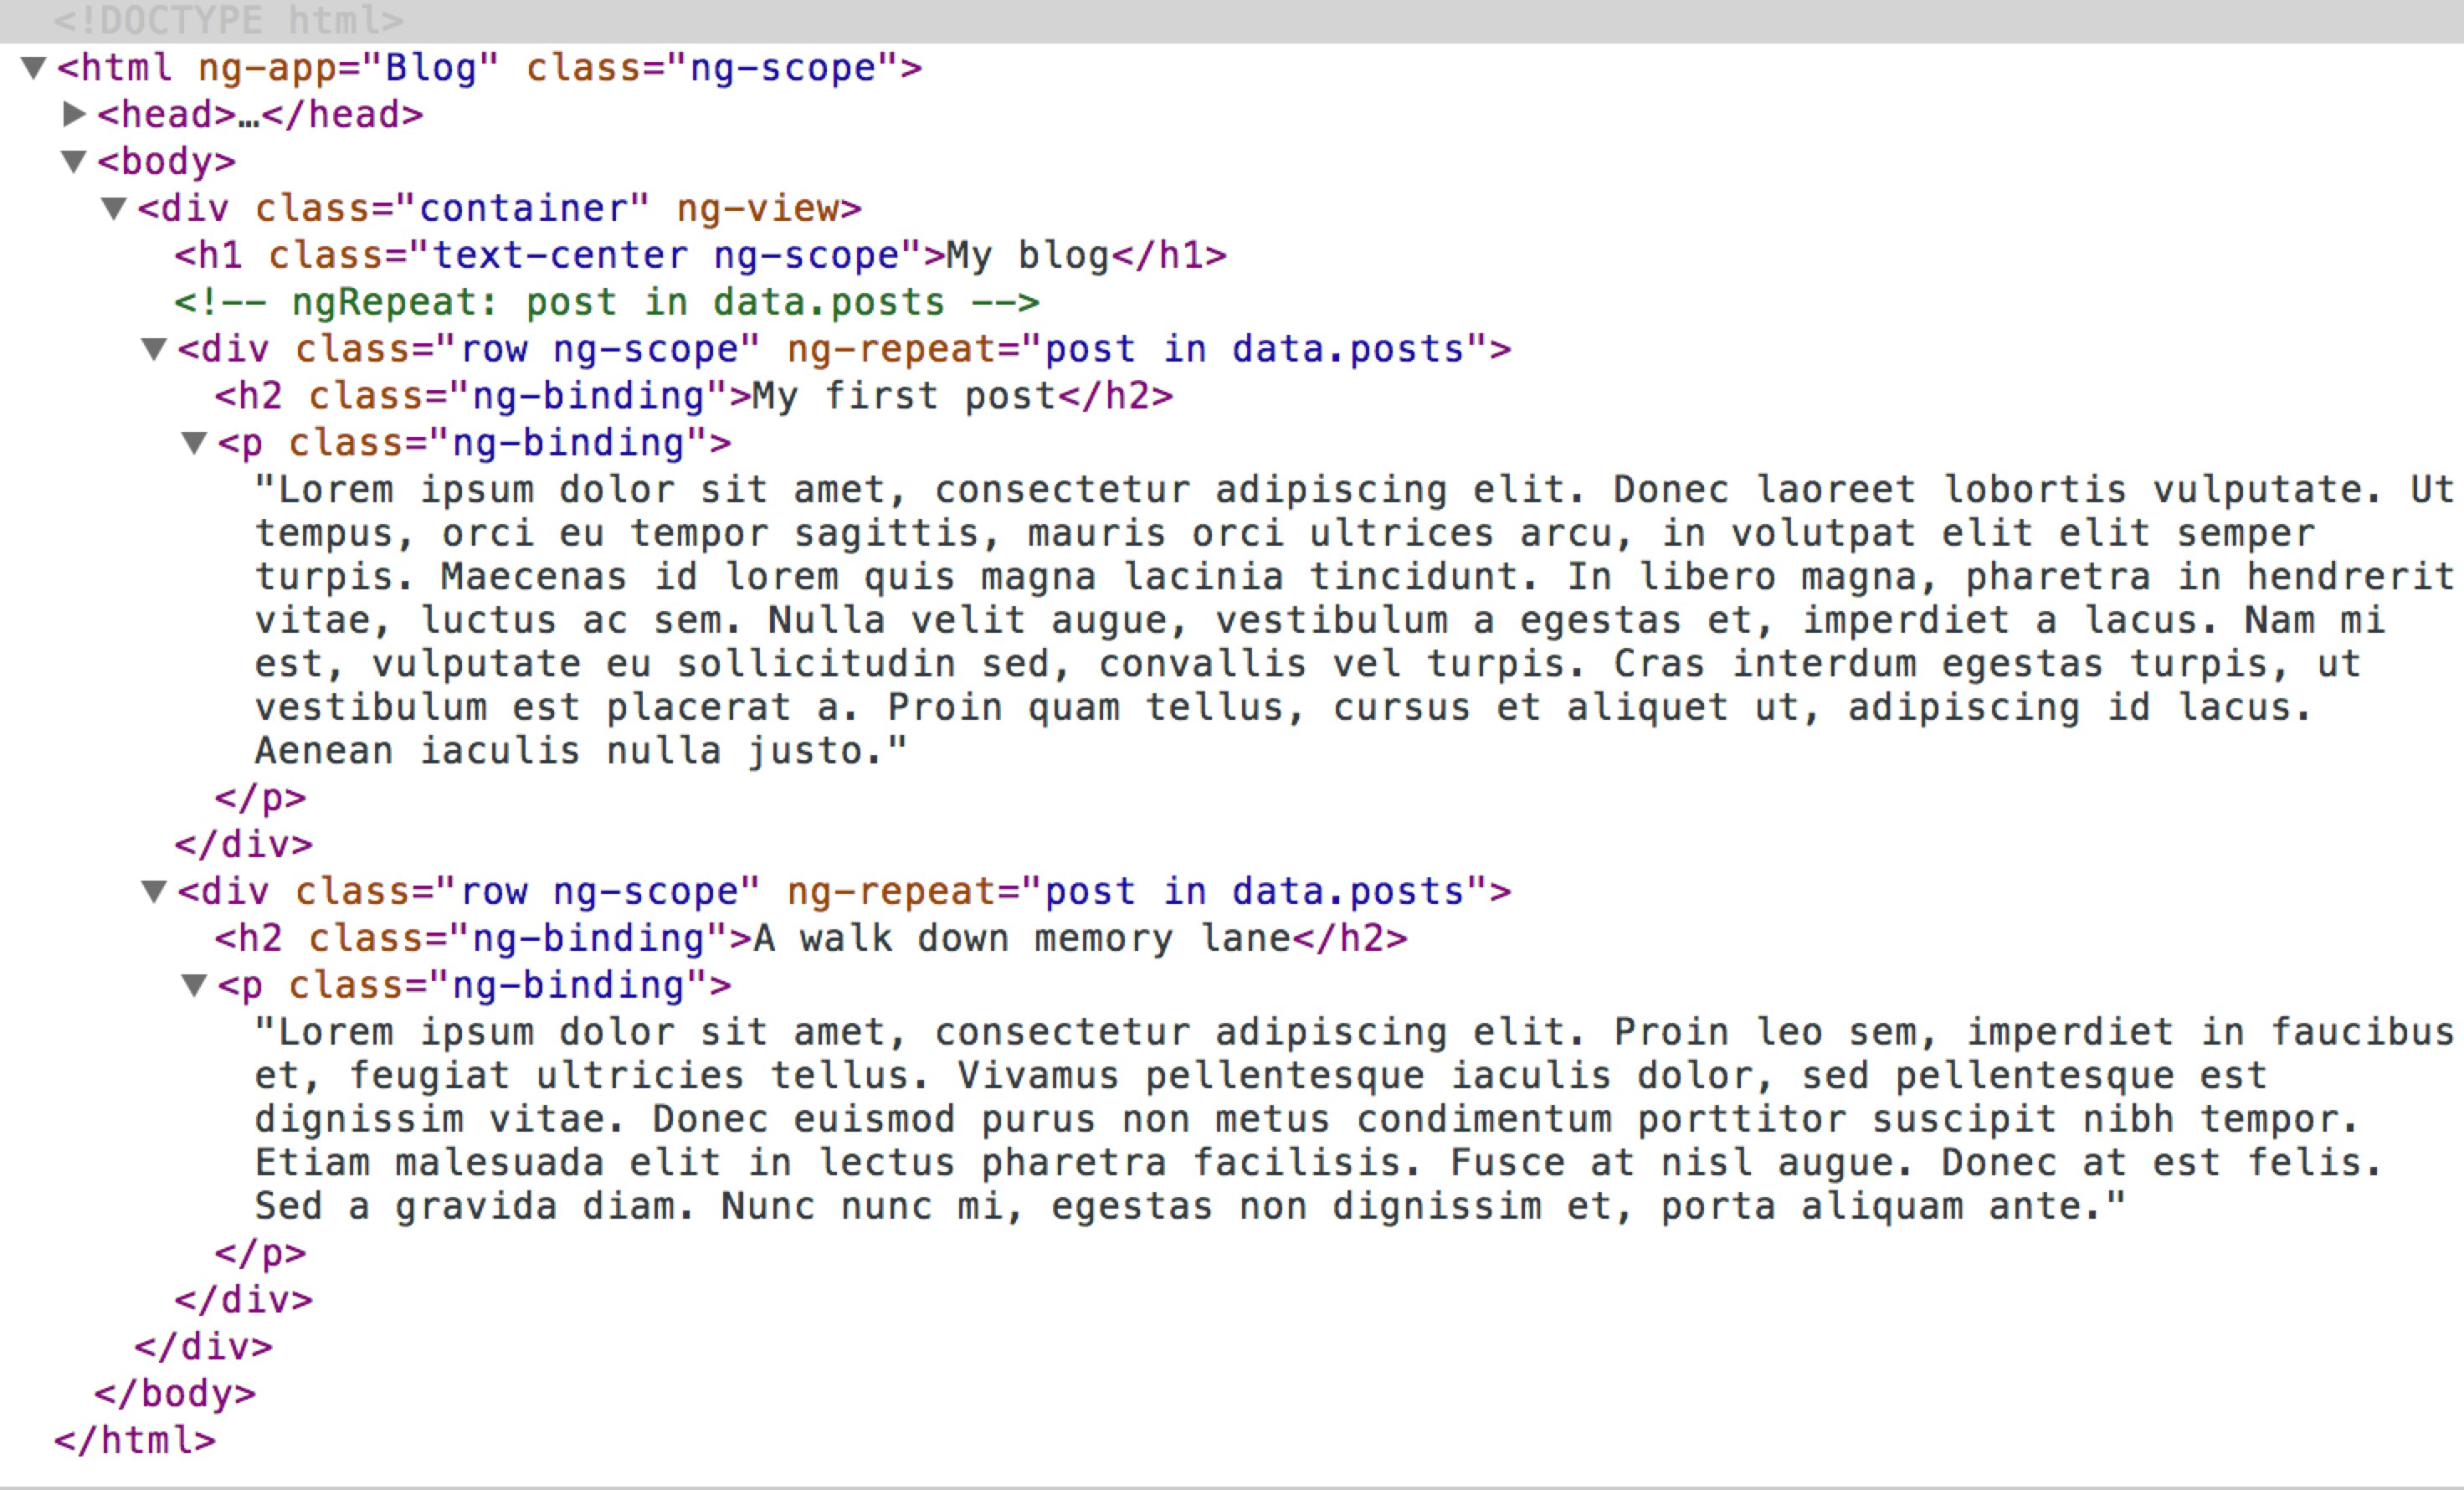 <!DOCTYPE html>
<html ng-app="Blog" class="ng-scope">
<head>…</head>
<body>
<div class="container" ng-view>
<h1 class="text-center ng-scope">My blog</h1>
<!-- ngRepeat: post in data.posts -->
<div class="row ng-scope" ng-repeat="post in data.posts">
<h2 class="ng-binding">My first post</h2>
<p class="ng-binding">
"Lorem ipsum dolor sit amet, consectetur adipiscing elit. Donec laoreet lobortis vulputate. Ut
tempus, orci eu tempor sagittis, mauris orci ultrices arcu, in volutpat elit elit semper
turpis. Maecenas id lorem quis magna lacinia tincidunt. In libero magna, pharetra in hendrerit
vitae, luctus ac sem. Nulla velit augue, vestibulum a egestas et, imperdiet a lacus. Nam mi
est, vulputate eu sollicitudin sed, convallis vel turpis. Cras interdum egestas turpis, ut
vestibulum est placerat a. Proin quam tellus, cursus et aliquet ut, adipiscing id lacus.
Aenean iaculis nulla justo."
</p>
</div>
<div class="row ng-scope" ng-repeat="post in data.posts">
<h2 class="ng-binding">A walk down memory lane</h2>
<p class="ng-binding">
"Lorem ipsum dolor sit amet, consectetur adipiscing elit. Proin leo sem, imperdiet in faucibus
et, feugiat ultricies tellus. Vivamus pellentesque iaculis dolor, sed pellentesque est
dignissim vitae. Donec euismod purus non metus condimentum porttitor suscipit nibh tempor.
Etiam malesuada elit in lectus pharetra facilisis. Fusce at nisl augue. Donec at est felis.
Sed a gravida diam. Nunc nunc mi, egestas non dignissim et, porta aliquam ante."
</p>
</div>
</div>
</body>
</html>